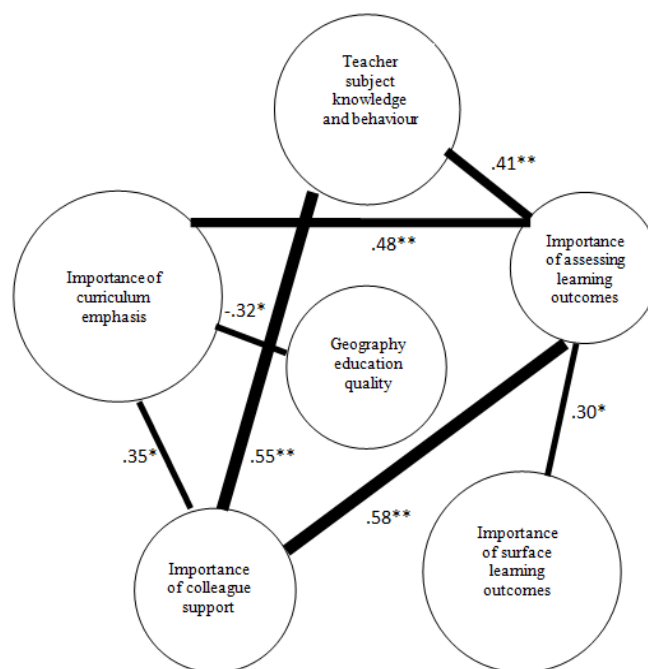 Teacher
subject
knowledge
and behaviour
.41**
.48**
Importance
of assessing
learning
outcomes
Importance of
curriculum
emphasis
-.32*
Geography
education
quality
.30*
.35*
.55**
.58**
Importance
of colleague
support
Importance
of surface
learning
outcomes